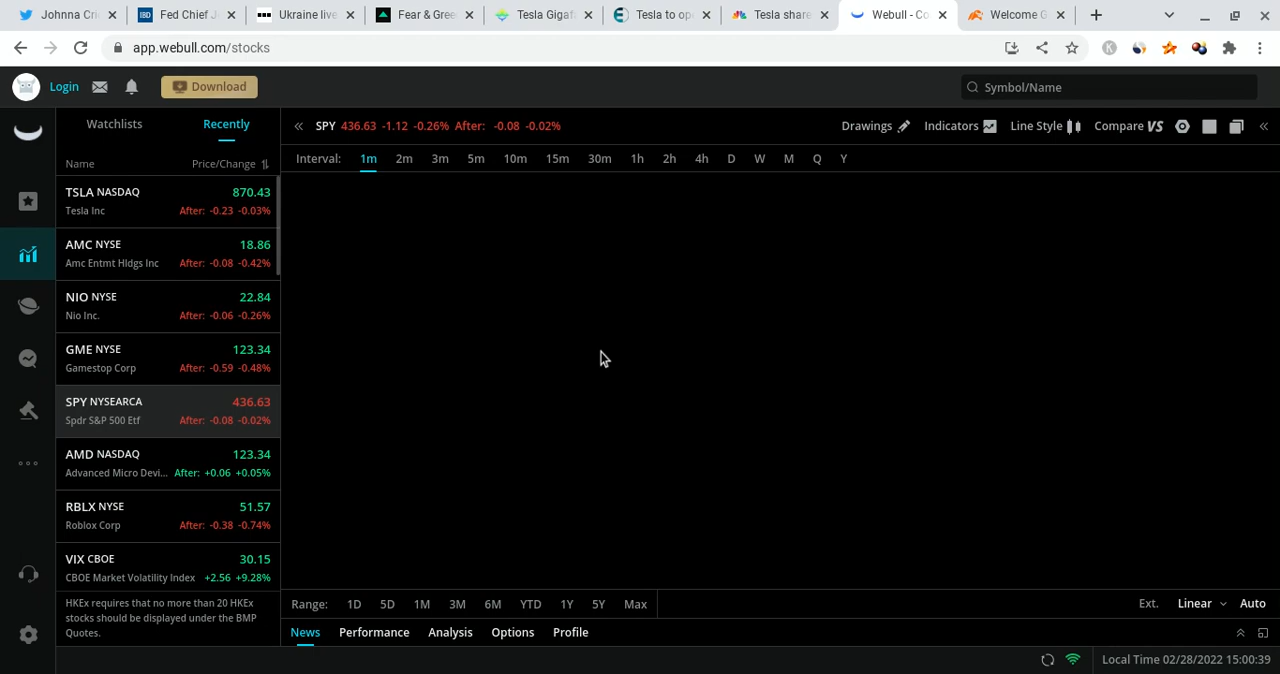 Johnna Cri
Fed Chief J
Ukraine live
Fear & Gree
Tesla Gigaf
Tesla to op
Tesla share
Webull - Co
Welcome G
app.webull.com/stocks
K
Login
Download
Symbol/Name
Watchlists
Recently
SPY 436.63 -1.12 -0.26% After: -0.08 -0.02%
Drawings
Indicators
Line Style
Compare VS
Name
Price/Change
Interval: 1m 2m 3m 5m 10m 15m 30m 1h 2h 4h D W M Q Y
TSLA NASDAQ 870.43
Tesla Inc After: -0.23 -0.03%
AMC NYSE 18.86
Amc Entmt Hldgs Inc After: -0.08 -0.42%
NIO NYSE 22.84
Nio Inc. After: -0.06 -0.26%
GME NYSE 123.34
Gamestop Corp After: -0.59 -0.48%
SPY NYSEARCA 436.63
Spdr S&P 500 Etf After: -0.08 -0.02%
AMD NASDAQ 123.34
Advanced Micro Devi... After: +0.06 +0.05%
RBLX NYSE 51.57
Roblox Corp After: -0.38 -0.74%
VIX CBOE 30.15
CBOE Market Volatility Index +2.56 +9.28%
HKEx requires that no more than 20 HKEx
stocks should be displayed under the BMP
Quotes.
Range: 1D 5D 1M 3M 6M YTD 1Y 5Y Max
Ext. Linear Auto
News Performance Analysis Options Profile
Local Time 02/28/2022 15:00:39